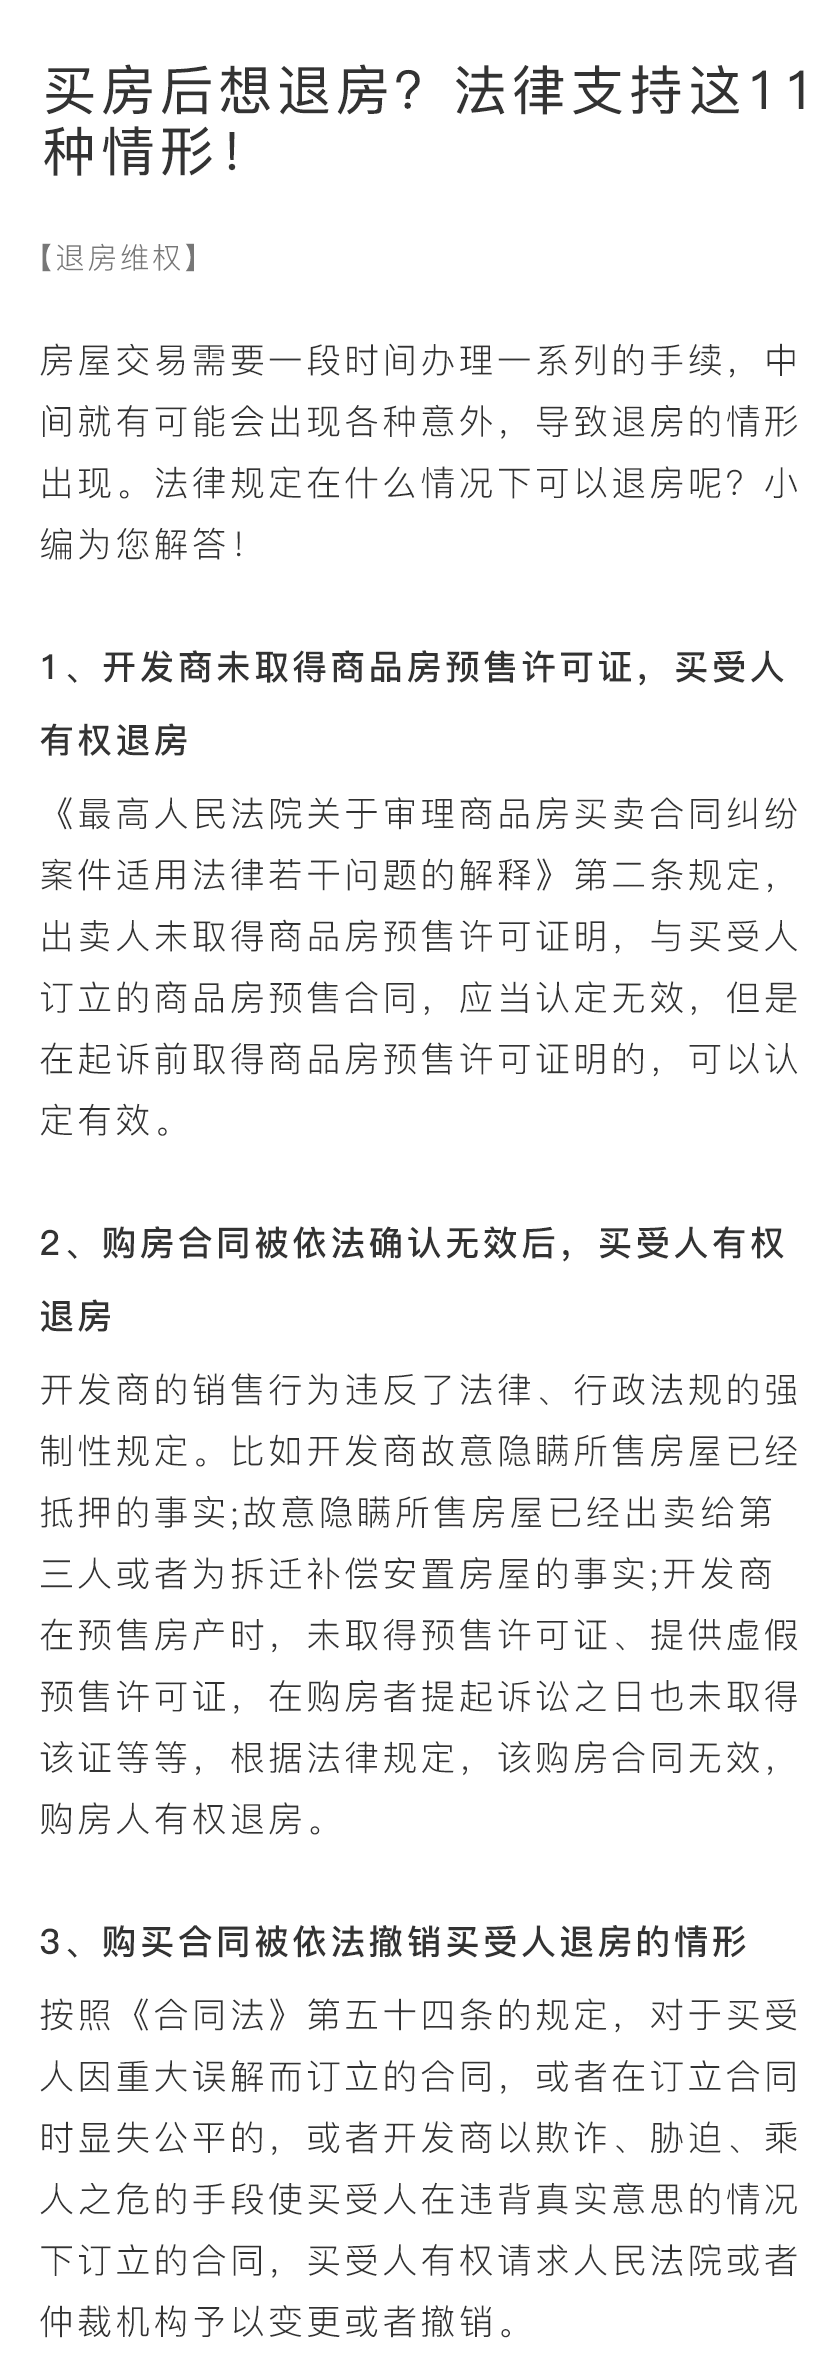 买房后想退房？法律支持这11
种情形！
【退房维权】
房屋交易需要一段时间办理一系列的手续，中
间就有可能会出现各种意外，导致退房的情形
出现。法律规定在什么情况下可以退房呢？小
编为您解答！
1、开发商未取得商品房预售许可证，买受人
有权退房
《最高人民法院关于审理商品房买卖合同纠纷
案件适用法律若干问题的解释》第二条规定，
出卖人未取得商品房预售许可证明，与买受人
订立的商品房预售合同，应当认定无效，但是
在起诉前取得商品房预售许可证明的，可以认
定有效。
2、购房合同被依法确认无效后，买受人有权
退房
开发商的销售行为违反了法律、行政法规的强
制性规定。比如开发商故意隐瞒所售房屋已经
抵押的事实;故意隐瞒所售房屋已经出卖给第
三人或者为拆迁补偿安置房屋的事实;开发商
在预售房产时，未取得预售许可证、提供虚假
预售许可证，在购房者提起诉讼之日也未取得
该证等等，根据法律规定，该购房合同无效，
购房人有权退房。
3、购买合同被依法撤销买受人退房的情形
按照《合同法》第五十四条的规定，对于买受
人因重大误解而订立的合同，或者在订立合同
时显失公平的，或者开发商以欺诈、胁迫、乘
人之危的手段使买受人在违背真实意思的情况
下订立的合同，买受人有权请求人民法院或者
仲裁机构予以变更或者撤销。